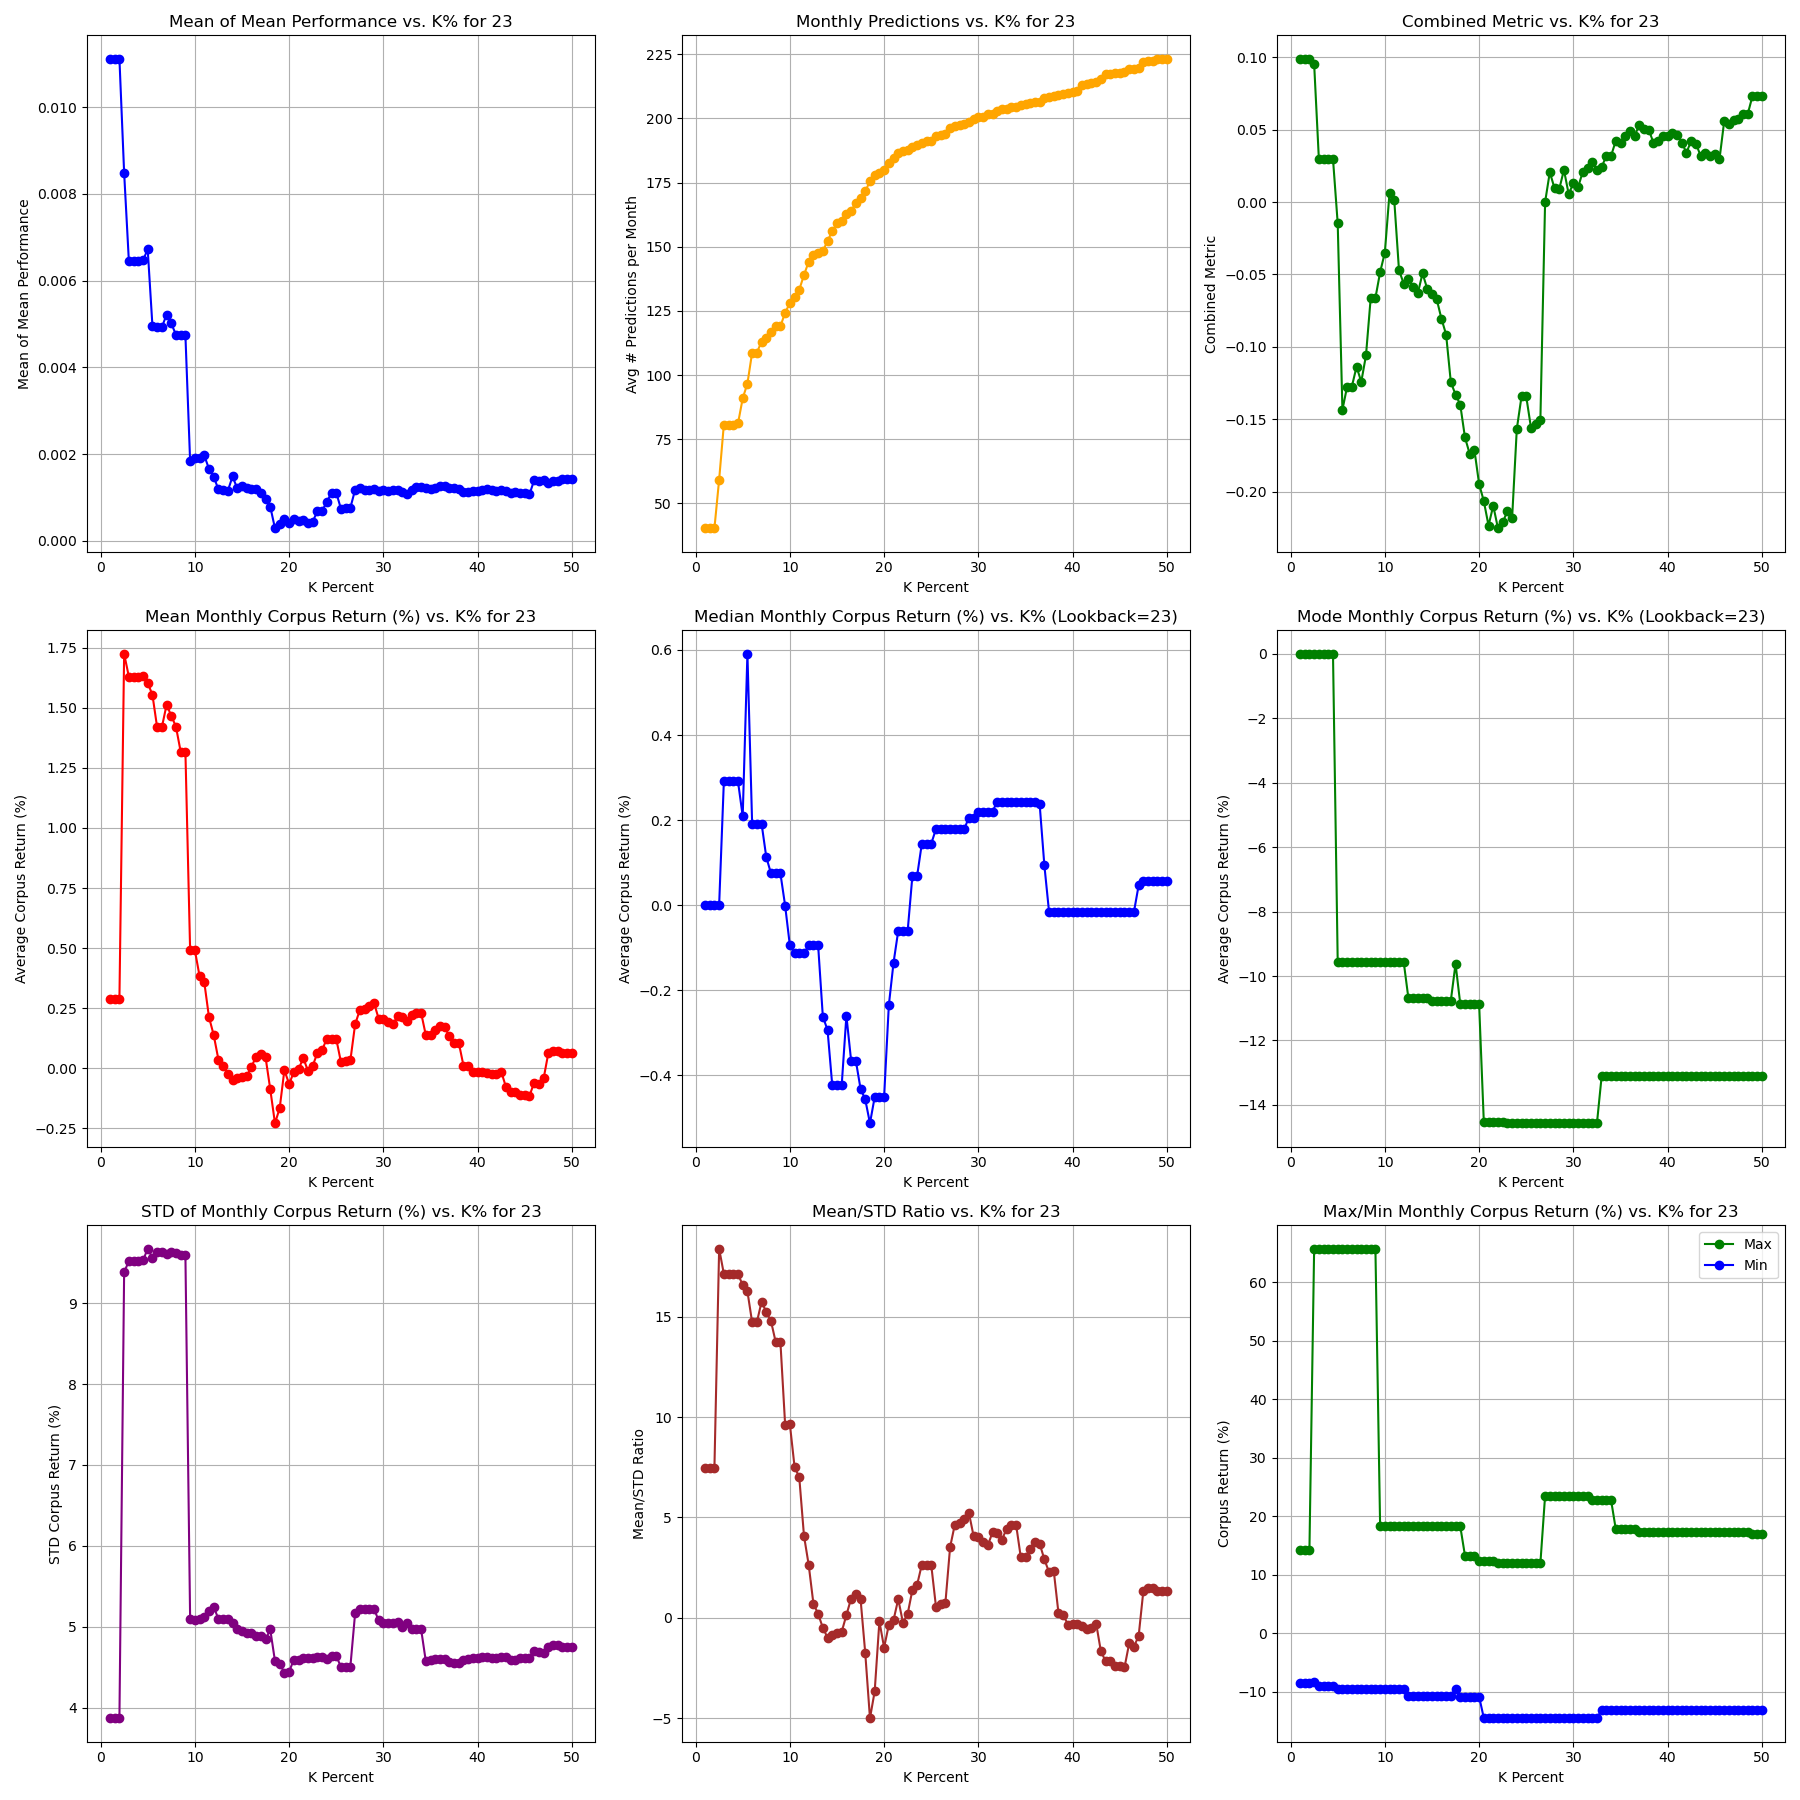 Mean of Mean Performance vs. K% for 23
Mean of Mean Performance
0.010
0.008
0.006
0.004
0.002
0.000
0 10 20 30 40 50
K Percent
Monthly Predictions vs. K% for 23
Avg # Predictions per Month
225
200
175
150
125
100
75
50
0 10 20 30 40 50
K Percent
Combined Metric vs. K% for 23
Combined Metric
0.10
0.05
0.00
−0.05
−0.10
−0.15
−0.20
0 10 20 30 40 50
K Percent
Mean Monthly Corpus Return (%) vs. K% for 23
Average Corpus Return (%)
1.75
1.50
1.25
1.00
0.75
0.50
0.25
0.00
−0.25
0 10 20 30 40 50
K Percent
Median Monthly Corpus Return (%) vs. K% (Lookback=23)
Average Corpus Return (%)
0.6
0.4
0.2
0.0
−0.2
−0.4
0 10 20 30 40 50
K Percent
Mode Monthly Corpus Return (%) vs. K% (Lookback=23)
Average Corpus Return (%)
0
−2
−4
−6
−8
−10
−12
−14
0 10 20 30 40 50
K Percent
STD of Monthly Corpus Return (%) vs. K% for 23
STD Corpus Return (%)
9
8
7
6
5
4
0 10 20 30 40 50
K Percent
Mean/STD Ratio vs. K% for 23
Mean/STD Ratio
15
10
5
0
−5
0 10 20 30 40 50
K Percent
Max/Min Monthly Corpus Return (%) vs. K% for 23
Corpus Return (%)
Max
Min
60
50
40
30
20
10
0
−10
0 10 20 30 40 50
K Percent